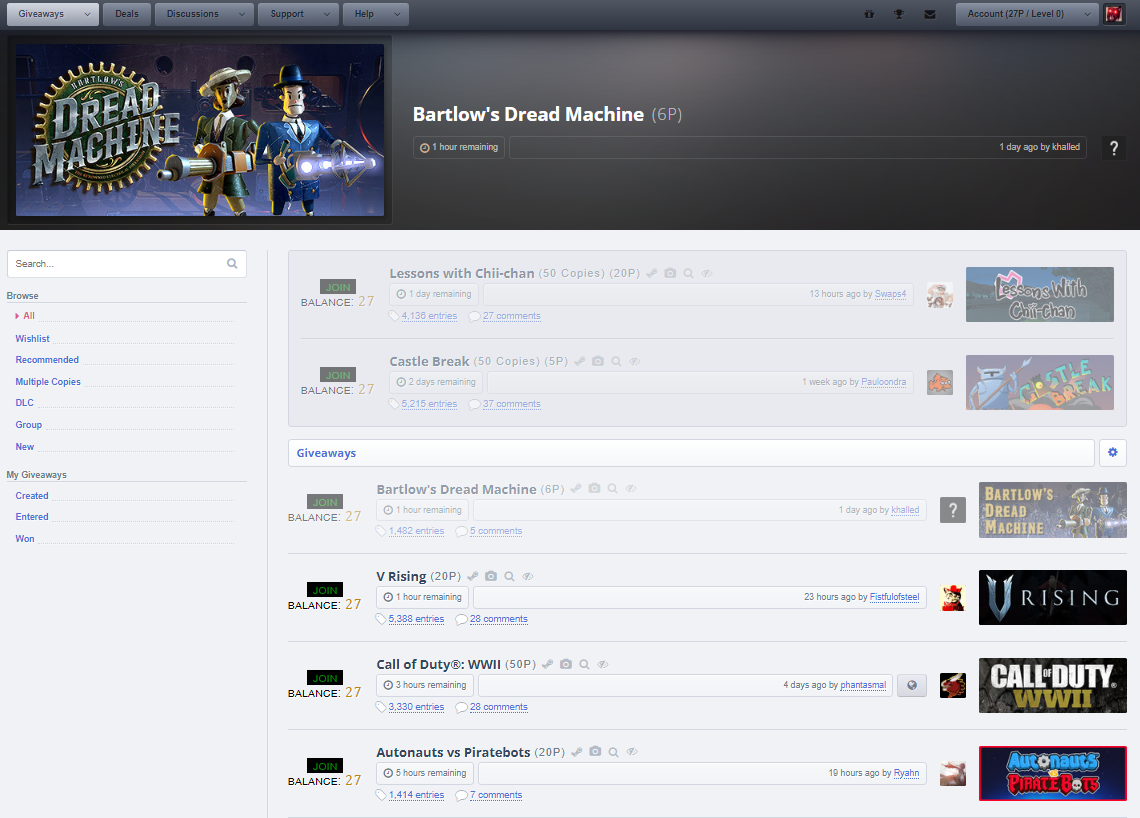 Giveaways Deals Discussions Support Help Account (27P / Level 0)
BARTLOW'S
DREAD
MACHINE
Bartlow's Dread Machine (6P)
1 hour remaining 1 day ago by khalled ?
Search...
Browse
All
Wishlist
Recommended
Multiple Copies
DLC
Group
New
My Giveaways
Created
Entered
Won
Lessons with Chii-chan (50 Copies) (20P)
JOIN
BALANCE: 27
1 day remaining 13 hours ago by Swaps4
4,136 entries 27 comments
Lessons With
Chii-chan
Castle Break (50 Copies) (5P)
JOIN
BALANCE: 27
2 days remaining 1 week ago by Pauloondra
5,215 entries 37 comments
CASTLE
BREAK
Giveaways
Bartlow's Dread Machine (6P)
JOIN
BALANCE: 27
1 hour remaining 1 day ago by khalled ?
1,482 entries 5 comments
BARTLOW'S
DREAD
MACHINE
V Rising (20P)
JOIN
BALANCE: 27
1 hour remaining 23 hours ago by Fistfulofsteel
5,388 entries 28 comments
V RISING
Call of Duty®: WWII (50P)
JOIN
BALANCE: 27
3 hours remaining 4 days ago by phantasmal
3,330 entries 28 comments
CALL OF DUTY
WWII
Autonauts vs Piratebots (20P)
JOIN
BALANCE: 27
5 hours remaining 19 hours ago by Ryahn
1,414 entries 7 comments
AUTONAUTS
VS
PIRATEBOTS